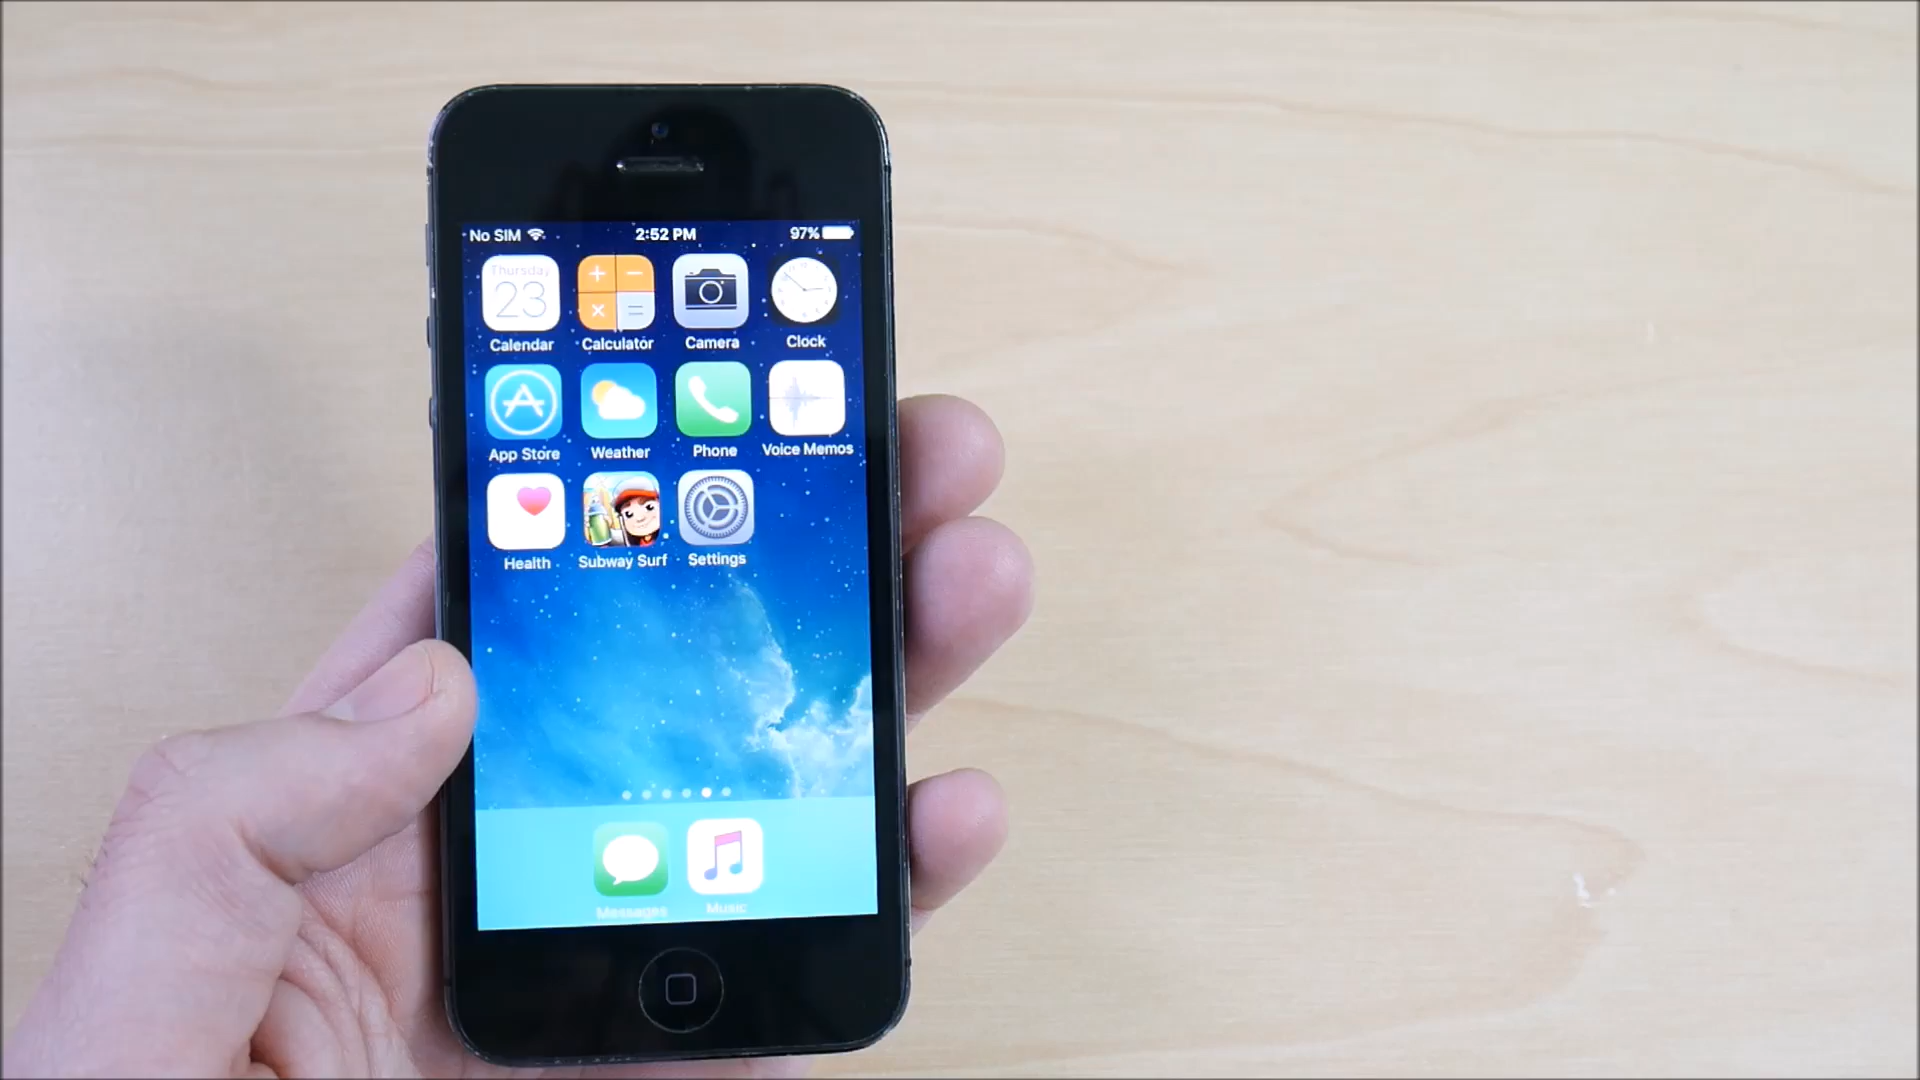 No SIM 2:52 PM 97%
Thursday
23
Calendar Calculator Camera Clock
App Store Weather Phone Voice Memos
Health Subway Surf Settings
Messages Music